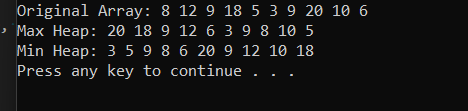 Original Array: 8 12 9 18 5 3 9 20 10 6
Max Heap: 20 18 9 12 6 3 9 8 10 5
Min Heap: 3 5 9 8 6 20 9 12 10 18
Press any key to continue . . .